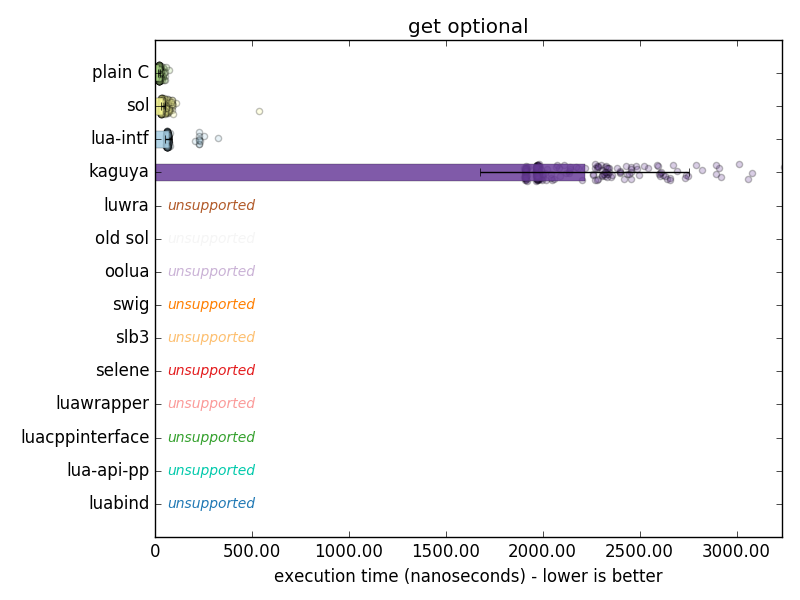 get optional
plain C
sol
lua-intf
kaguya
luwra unsupported
old sol unsupported
oolua unsupported
swig unsupported
slb3 unsupported
selene unsupported
luawrapper unsupported
luacppinterface unsupported
lua-api-pp unsupported
luabind unsupported
0 500.00 1000.00 1500.00 2000.00 2500.00 3000.00
execution time (nanoseconds) - lower is better